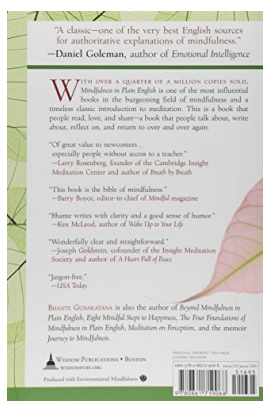 "A classic—one of the very best English sources
for authoritative explanations of mindfulness."
—Daniel Goleman, author of Emotional Intelligence
With over a quarter of a million copies sold,
Mindfulness in Plain English is one of the most influential
books in the burgeoning field of mindfulness and a
timeless classic introduction to meditation. This is a book that
people read, love, and share—a book that people talk about, write
about, reflect on, and return to over and over again.
"Of great value to newcomers…
especially people without access to a teacher."
—Larry Rosenberg, founder of the Cambridge Insight
Meditation Center and author of Breath by Breath
"This book is the bible of mindfulness."
—Barry Boyce, editor-in-chief of Mindful magazine
"Bhante writes with clarity and a good sense of humor."
—Ken McLeod, author of Wake Up to Your Life
"Wonderfully clear and straightforward."
—Joseph Goldstein, cofounder of the Insight Meditation
Society and author of A Heart Full of Peace
"Jargon free."
—USA Today
Bhante Gunaratana is also the author of Beyond Mindfulness in
Plain English, Eight Mindful Steps to Happiness, The Four Foundations of
Mindfulness in Plain English, Meditation on Perception, and the memoir
Journey to Mindfulness.
Wisdom Publications • Boston
wisdompubs.org
Produced with Environmental Mindfulness
51695
9 780861 719068